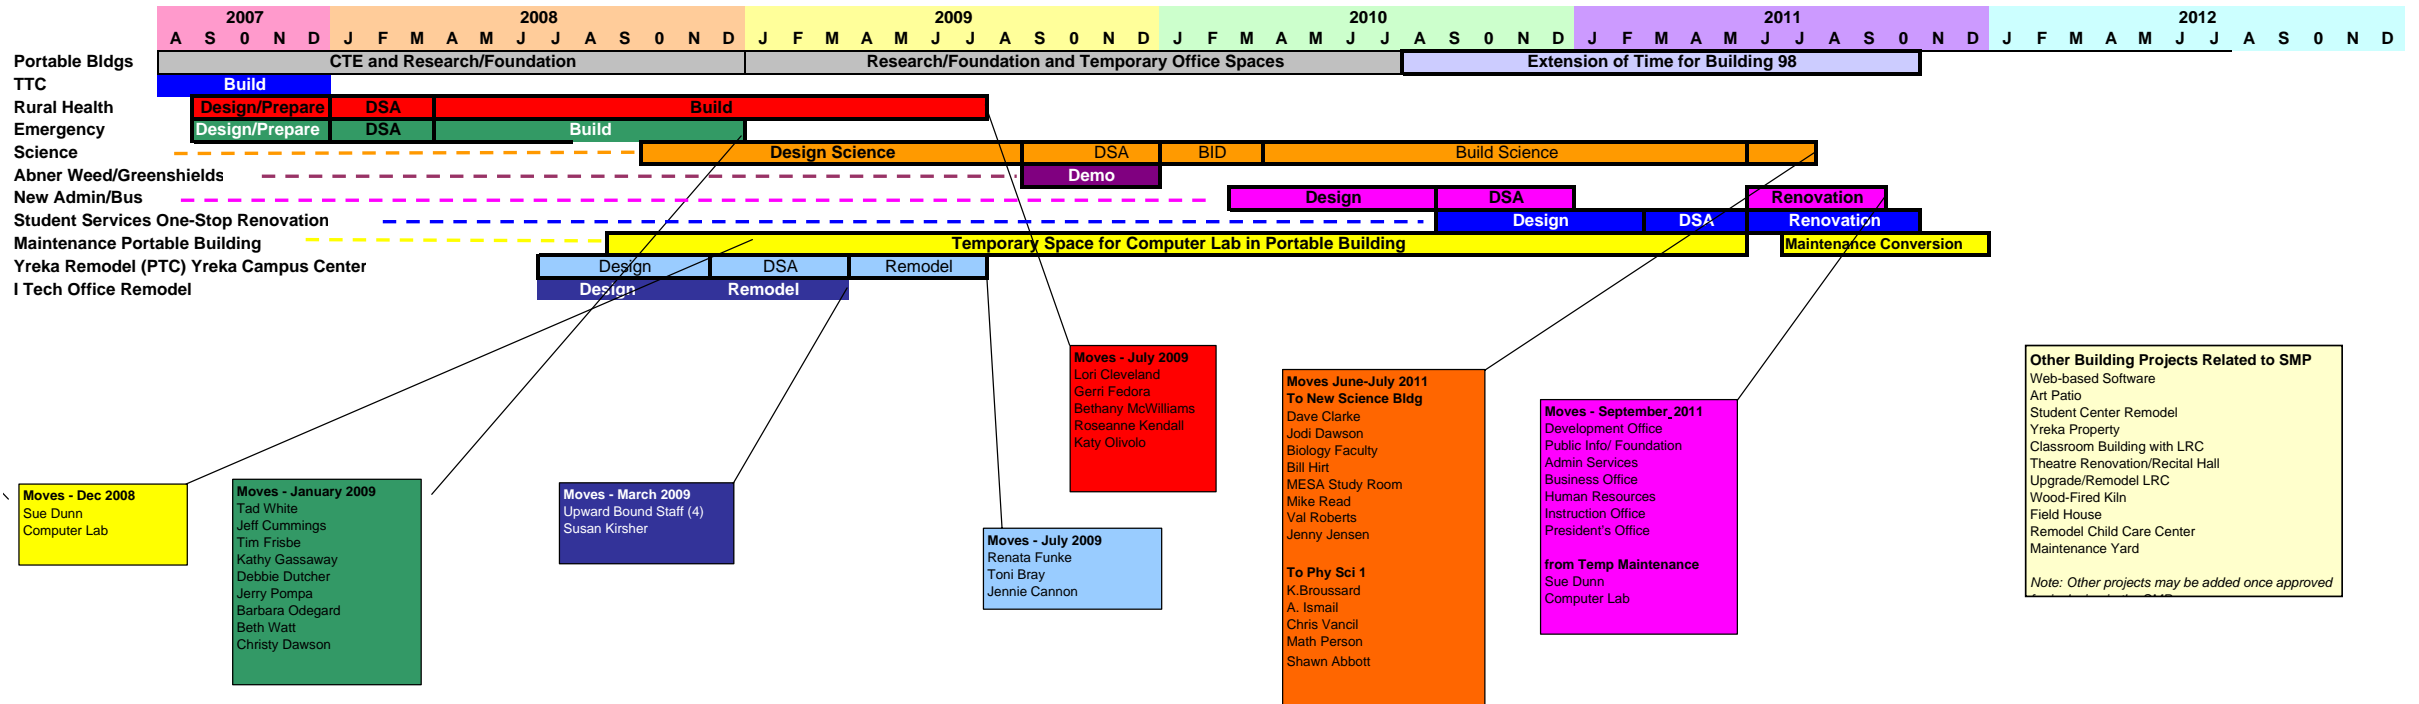 2007 2008 2009 2010 2011 2012
A S 0 N D J F M A M J J A S 0 N D J F M A M J J A S 0 N D J F M A M J J A S 0 N D J F M A M J J A S 0 N D J F M A M J J A S 0 N D
Portable Bldgs CTE and Research/Foundation Research/Foundation and Temporary Office Spaces Extension of Time for Building 98
TTC Build
Rural Health Design/Prepare DSA Build
Emergency Design/Prepare DSA Build
Science Design Science DSA BID Build Science
Abner Weed/Greenshields Demo
New Admin/Bus Design DSA Renovation
Student Services One-Stop Renovation Design DSA Renovation
Maintenance Portable Building Temporary Space for Computer Lab in Portable Building Maintenance Conversion
Yreka Remodel (PTC) Yreka Campus Center Design DSA Remodel
I Tech Office Remodel Design Remodel
Moves - Dec 2008
Sue Dunn
Computer Lab
Moves - January 2009
Tad White
Jeff Cummings
Tim Frisbe
Kathy Gassaway
Debbie Dutcher
Jerry Pompa
Barbara Odegard
Beth Watt
Christy Dawson
Moves - March 2009
Upward Bound Staff (4)
Susan Kirsher
Moves - July 2009
Renata Funke
Toni Bray
Jennie Cannon
Moves - July 2009
Lori Cleveland
Gerri Fedora
Bethany McWilliams
Roseanne Kendall
Katy Olivolo
Moves June-July 2011
To New Science Bldg
Dave Clarke
Jodi Dawson
Biology Faculty
Bill Hirt
MESA Study Room
Mike Read
Val Roberts
Jenny Jensen
To Phy Sci 1
K.Broussard
A. Ismail
Chris Vancil
Math Person
Shawn Abbott
Moves - September 2011
Development Office
Public Info/ Foundation
Admin Services
Business Office
Human Resources
Instruction Office
President's Office
from Temp Maintenance
Sue Dunn
Computer Lab
Other Building Projects Related to SMP
Web-based Software
Art Patio
Student Center Remodel
Yreka Property
Classroom Building with LRC
Theatre Renovation/Recital Hall
Upgrade/Remodel LRC
Wood-Fired Kiln
Field House
Remodel Child Care Center
Maintenance Yard
Note: Other projects may be added once approved